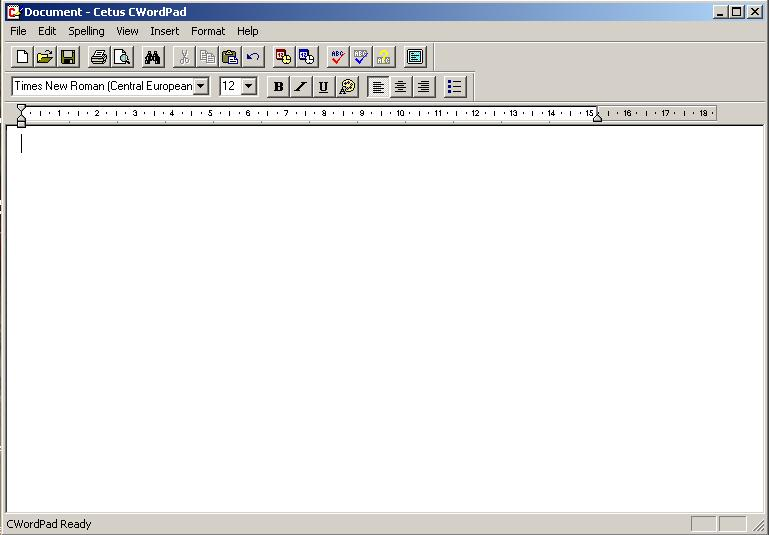 Document - Cetus CWordPad
File Edit Spelling View Insert Format Help
Times New Roman (Central European 12 B I U
1 2 3 4 5 6 7 8 9 10 11 12 13 14 15 16 17 18
CWordPad Ready